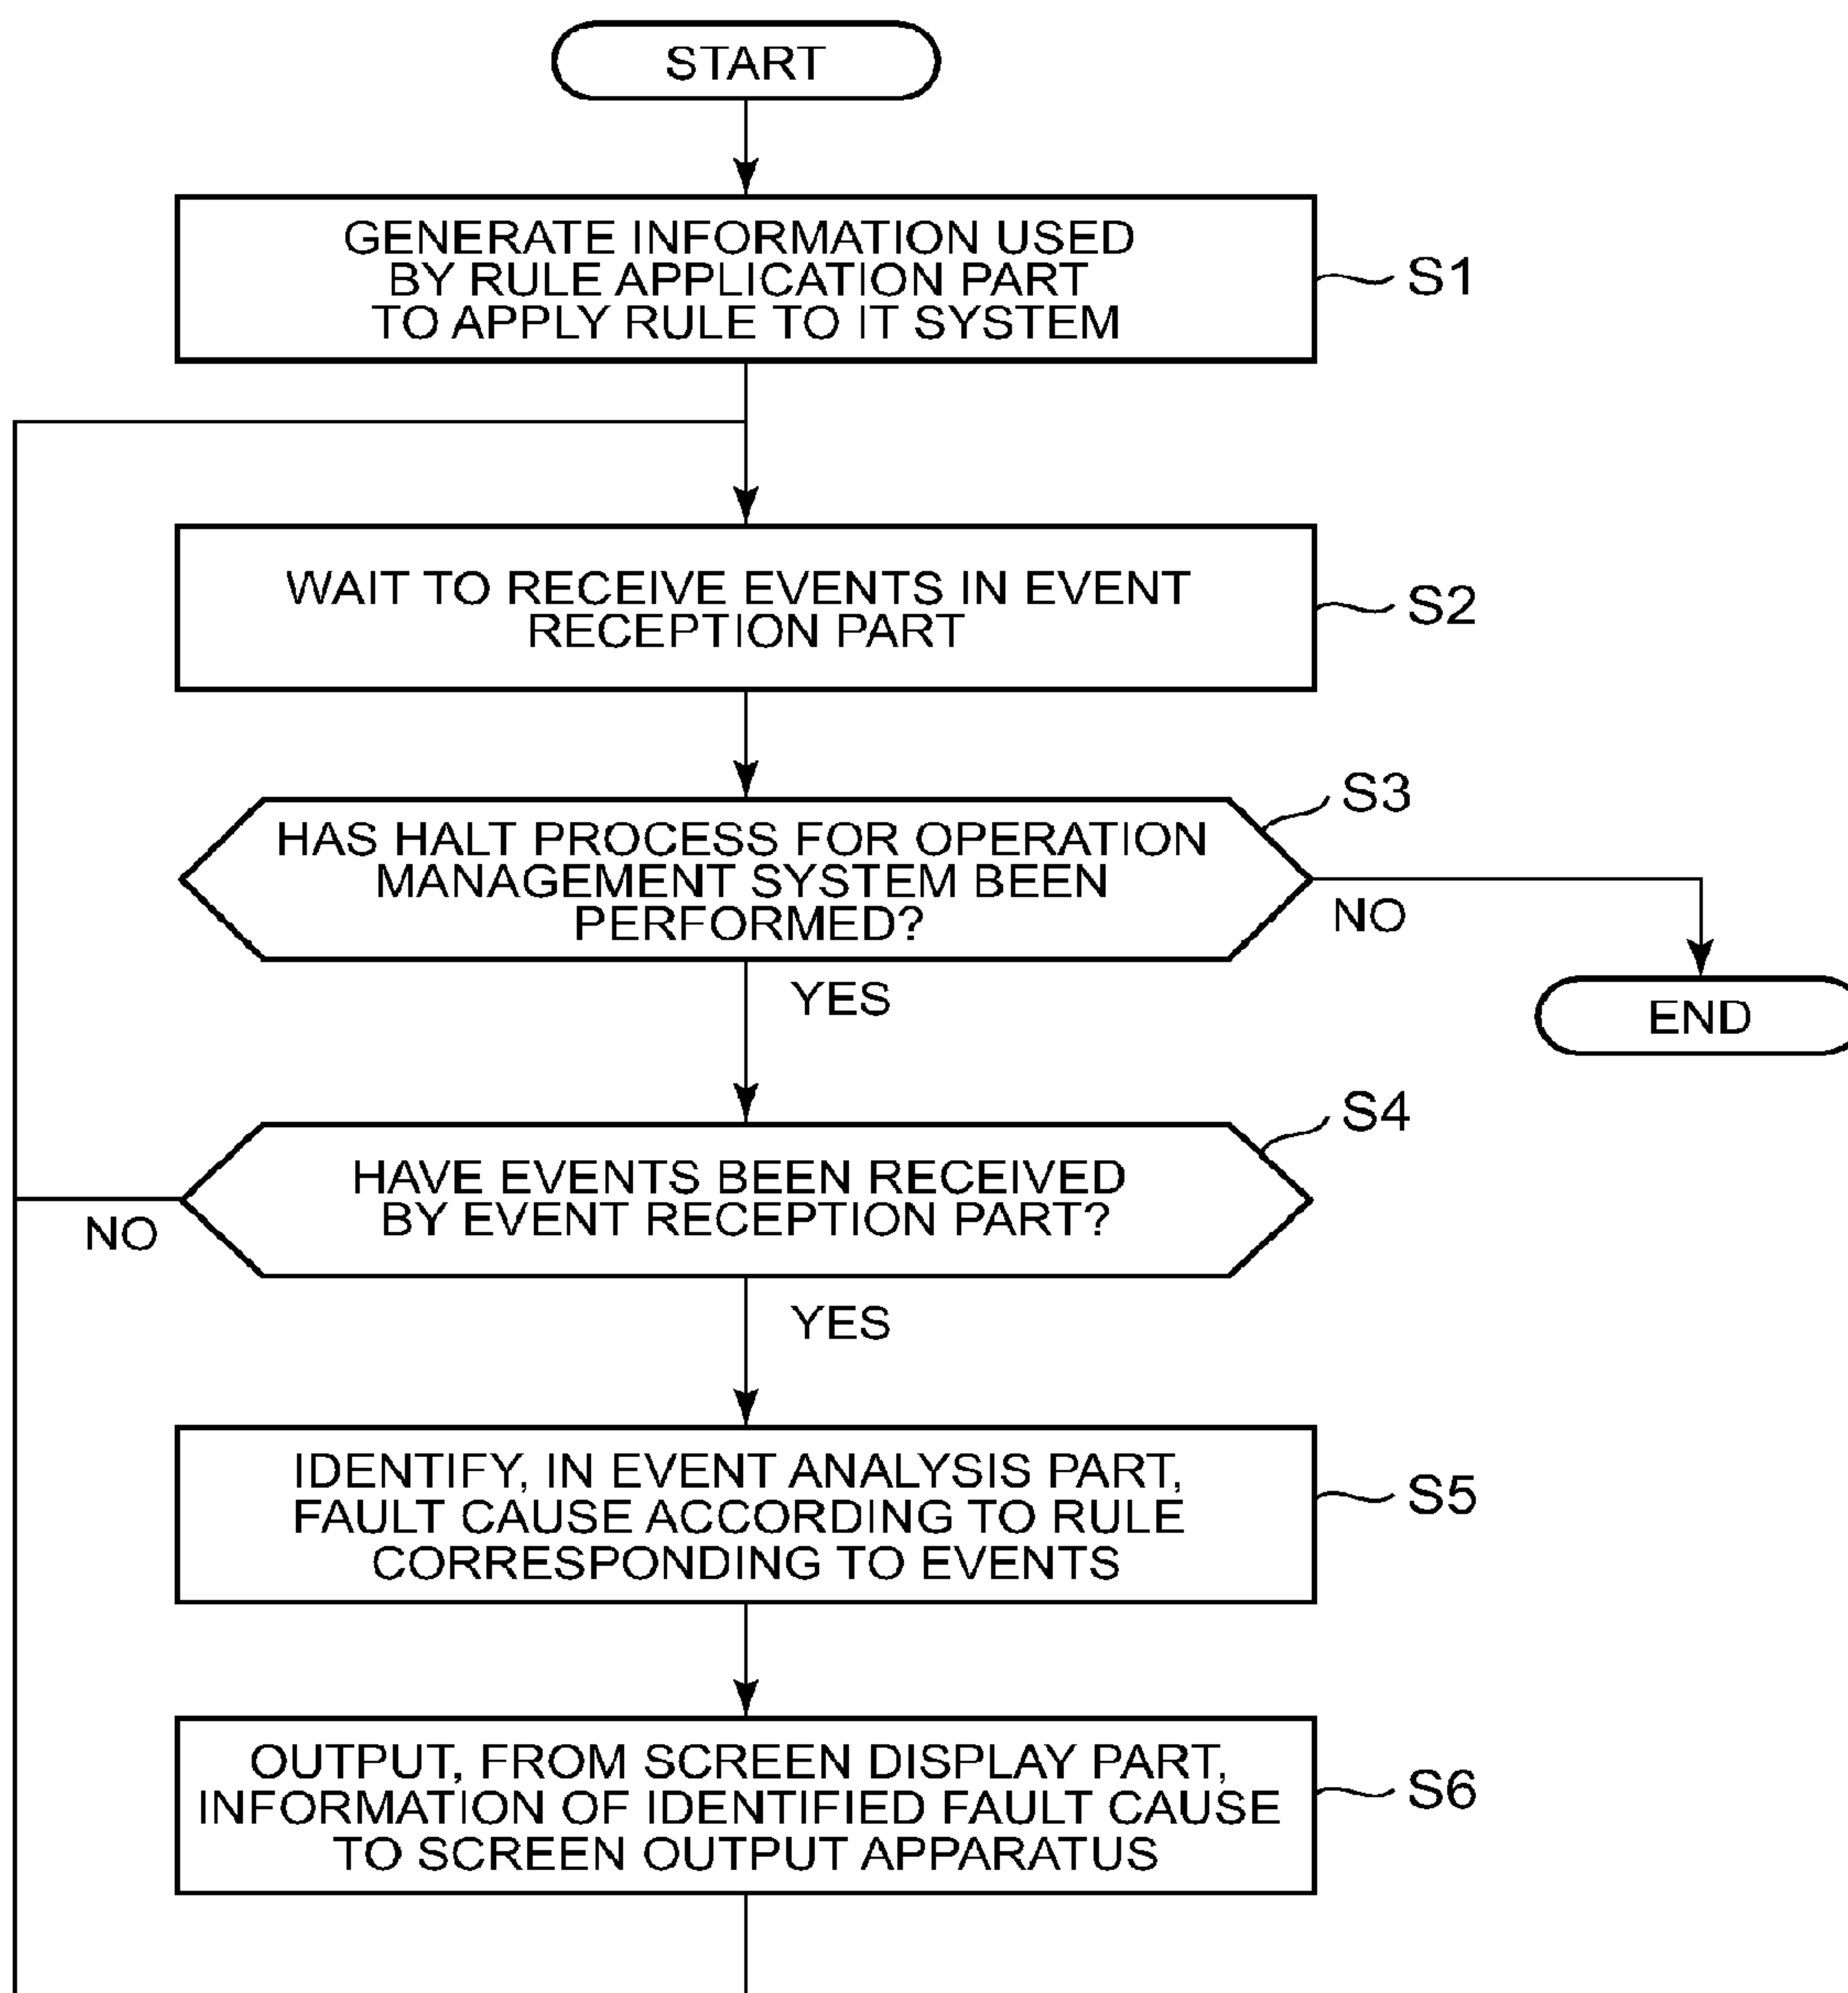 START
GENERATE INFORMATION USED
BY RULE APPLICATION PART
TO APPLY RULE TO IT SYSTEM
S1
WAIT TO RECEIVE EVENTS IN EVENT
RECEPTION PART
S2
S3
HAS HALT PROCESS FOR OPERATION
MANAGEMENT SYSTEM BEEN
PERFORMED?
NO
YES
END
S4
HAVE EVENTS BEEN RECEIVED
BY EVENT RECEPTION PART?
NO
YES
IDENTIFY, IN EVENT ANALYSIS PART,
FAULT CAUSE ACCORDING TO RULE
CORRESPONDING TO EVENTS
S5
OUTPUT, FROM SCREEN DISPLAY PART,
INFORMATION OF IDENTIFIED FAULT CAUSE
TO SCREEN OUTPUT APPARATUS
S6